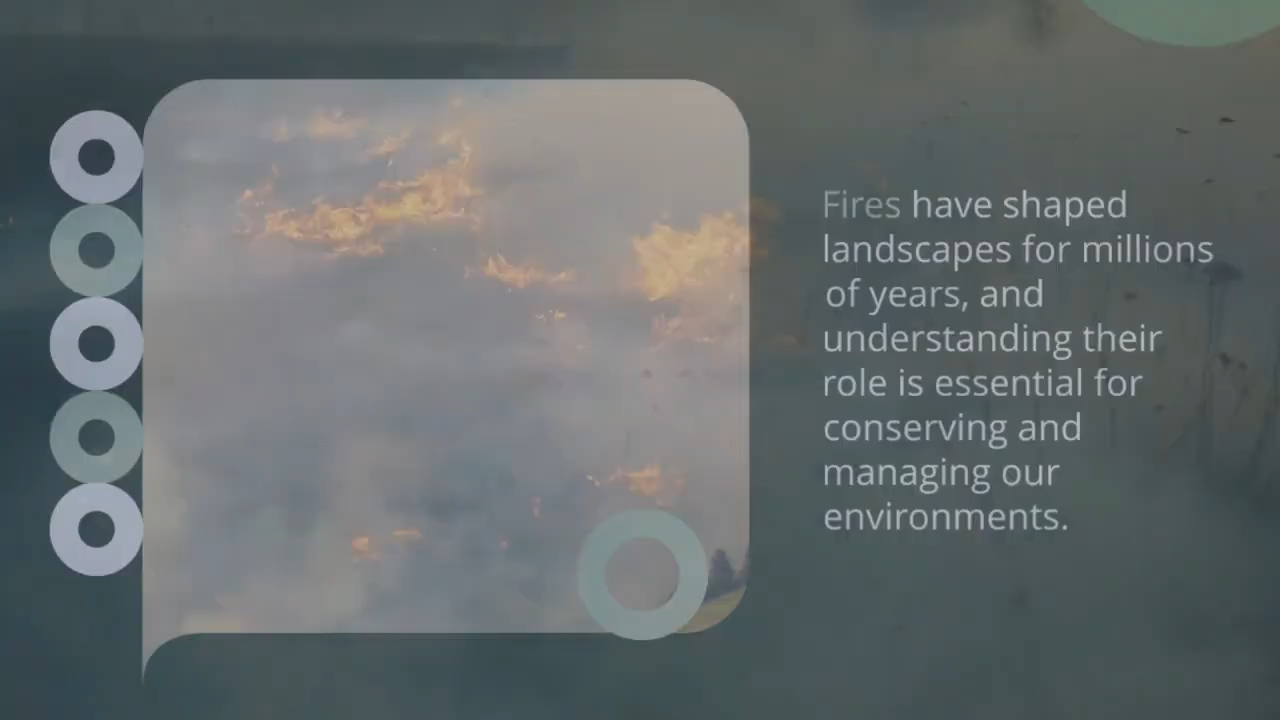 Fires have shaped
landscapes for millions
of years, and
understanding their
role is essential for
conserving and
managing our
environments.